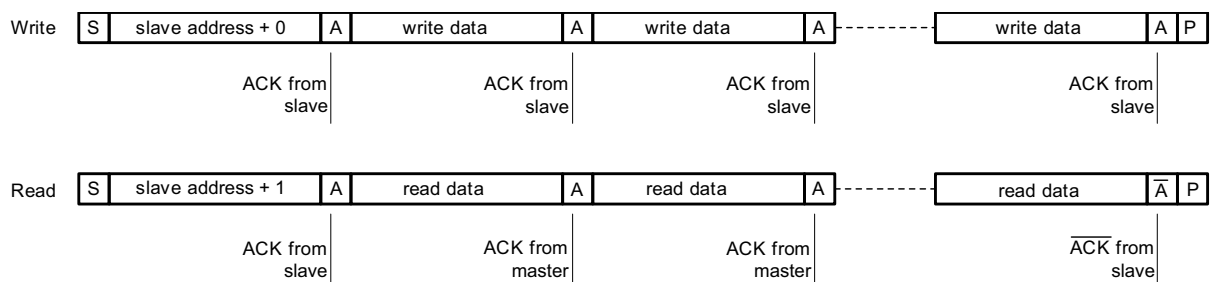 Write S slave address + 0 A write data A write data A write data A P
ACK from ACK from ACK from ACK from
slave slave slave slave
Read S slave address + 1 A read data A read data A read data A̅ P
ACK from ACK from ACK from A̅C̅K̅ from
slave master master slave